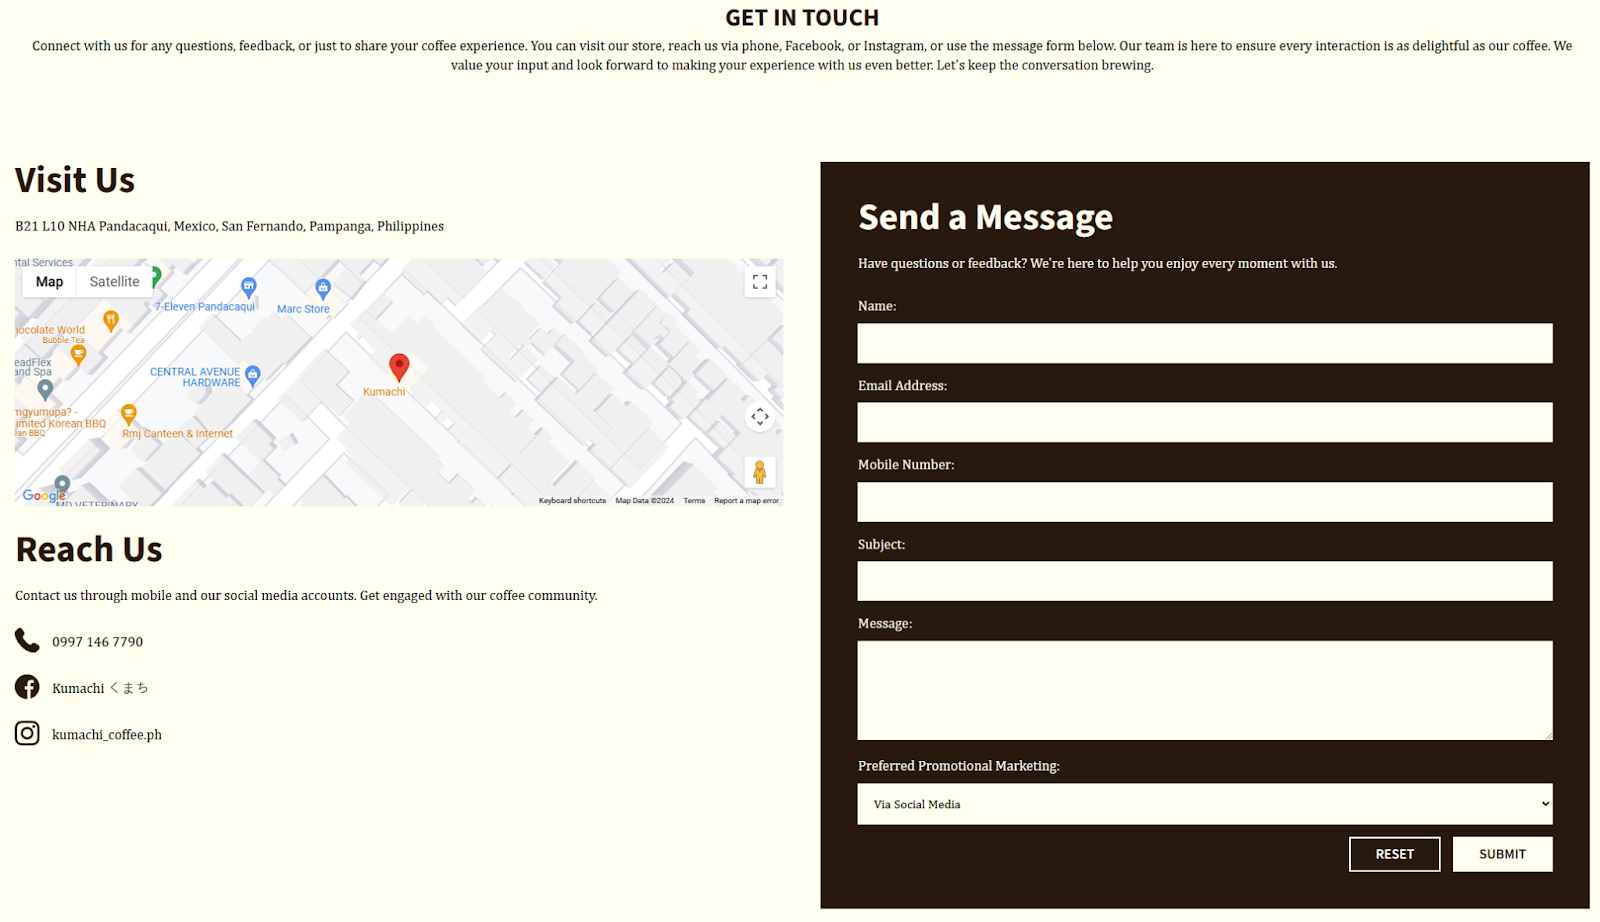 GET IN TOUCH
Connect with us for any questions, feedback, or just to share your coffee experience. You can visit our store, reach us via phone, Facebook, or Instagram, or use the message form below. Our team is here to ensure every interaction is as delightful as our coffee. We
value your input and look forward to making your experience with us even better. Let's keep the conversation brewing.
Visit Us
B21 L10 NHA Pandacaqui, Mexico, San Fernando, Pampanga, Philippines
ntal Services
Map
Satellite
7-Eleven Pandacaqui
Marc Store
hocolate World
Bubble Tea
eadFlex
and Spa
CENTRAL AVENUE
HARDWARE
Kumachi
mgyumupa? -
imited Korean BBQ
ean BBQ
Rmj Canteen & Internet
Google
MD VETERINARY
Keyboard shortcuts
Map Data ©2024
Terms
Report a map error
Reach Us
Contact us through mobile and our social media accounts. Get engaged with our coffee community.
0997 146 7790
Kumachi くまち
kumachi_coffee.ph
Send a Message
Have questions or feedback? We're here to help you enjoy every moment with us.
Name:
Email Address:
Mobile Number:
Subject:
Message:
Preferred Promotional Marketing:
Via Social Media
RESET
SUBMIT